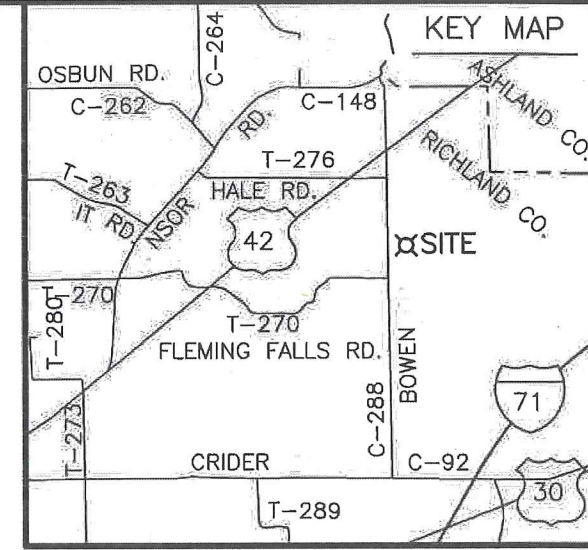 KEY MAP
C-264
OSBUN RD.
C-262
C-148
RD.
ASHLAND CO.
RICHLAND CO.
T-276
HALE RD.
T-263
IT RD.
NSOR
42
SITE
T-270
T-280
T-270
FLEMING FALLS RD.
BOWEN
C-288
71
T-273
CRIDER
C-92
30
T-289